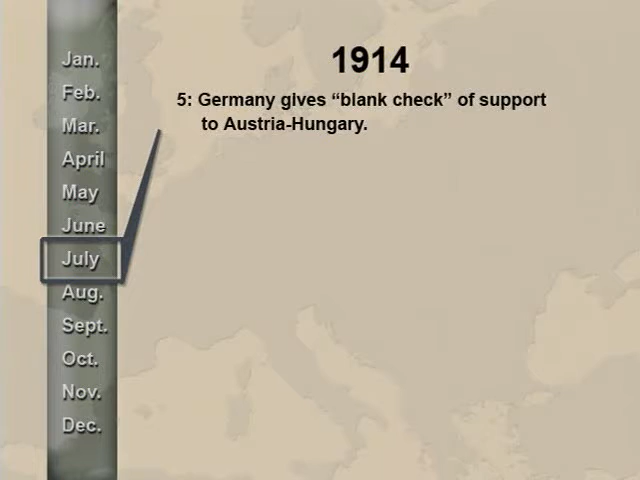 1914
5: Germany gives “blank check” of support
to Austria-Hungary.
Jan.
Feb.
Mar.
April
May
June
July
Aug.
Sept.
Oct.
Nov.
Dec.